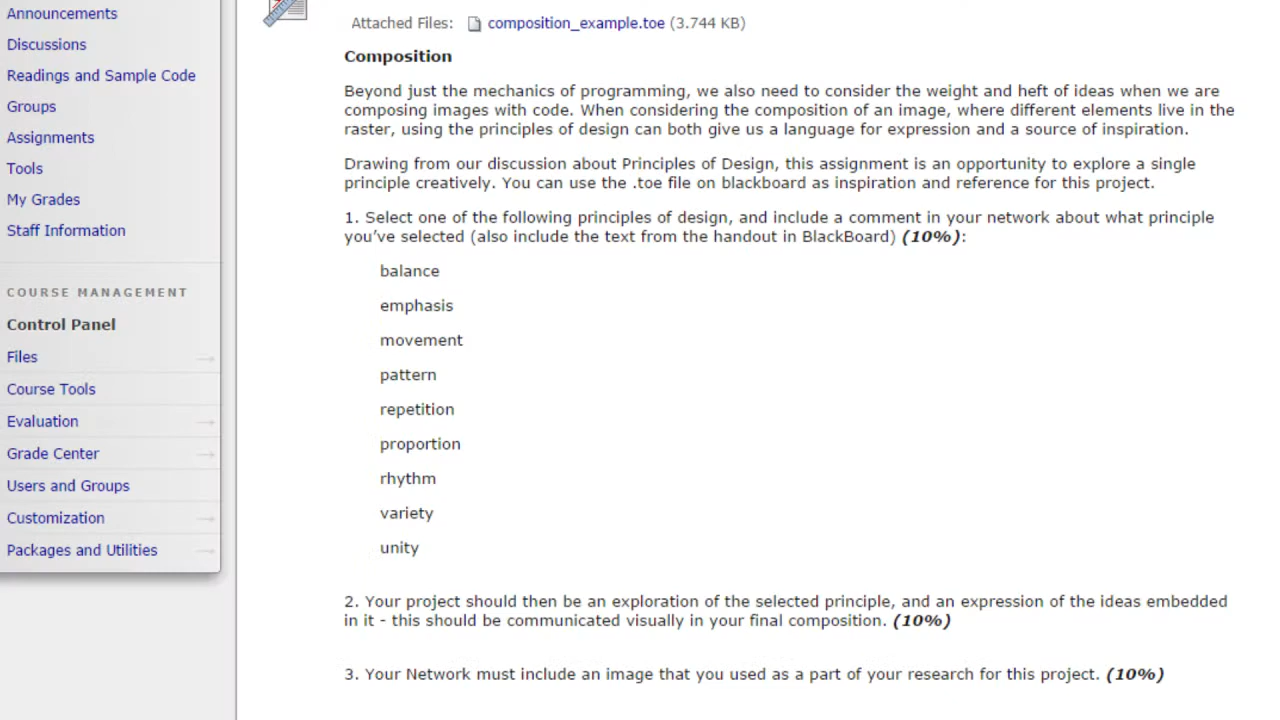 Announcements
Discussions
Readings and Sample Code
Groups
Assignments
Tools
My Grades
Staff Information
COURSE MANAGEMENT
Control Panel
Files
Course Tools
Evaluation
Grade Center
Users and Groups
Customization
Packages and Utilities
Attached Files: composition_example.toe (3.744 KB)
Composition
Beyond just the mechanics of programming, we also need to consider the weight and heft of ideas when we are
composing images with code. When considering the composition of an image, where different elements live in the
raster, using the principles of design can both give us a language for expression and a source of inspiration.
Drawing from our discussion about Principles of Design, this assignment is an opportunity to explore a single
principle creatively. You can use the .toe file on blackboard as inspiration and reference for this project.
1. Select one of the following principles of design, and include a comment in your network about what principle
you've selected (also include the text from the handout in BlackBoard) (10%):
balance
emphasis
movement
pattern
repetition
proportion
rhythm
variety
unity
2. Your project should then be an exploration of the selected principle, and an expression of the ideas embedded
in it - this should be communicated visually in your final composition. (10%)
3. Your Network must include an image that you used as a part of your research for this project. (10%)